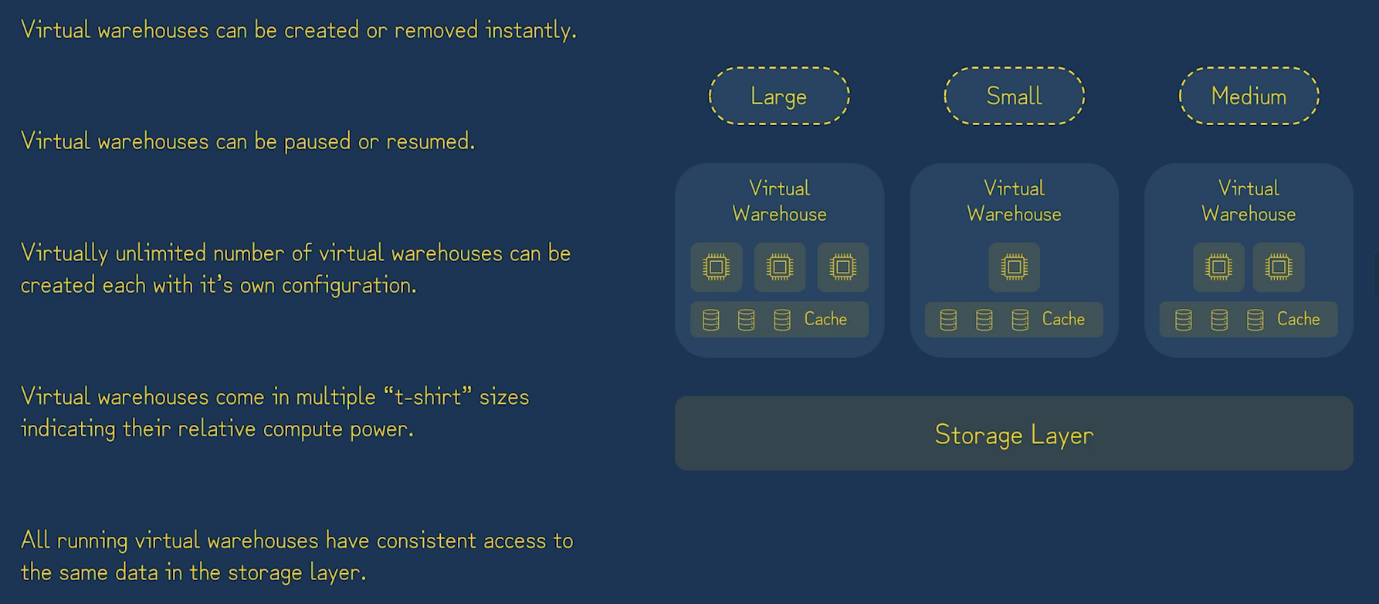 Virtual warehouses can be created or removed instantly.
Virtual warehouses can be paused or resumed.
Virtually unlimited number of virtual warehouses can be
created each with it's own configuration.
Virtual warehouses come in multiple “t-shirt” sizes
indicating their relative compute power.
All running virtual warehouses have consistent access to
the same data in the storage layer.
Large
Small
Medium
Virtual
Warehouse
Cache
Virtual
Warehouse
Cache
Virtual
Warehouse
Cache
Storage Layer